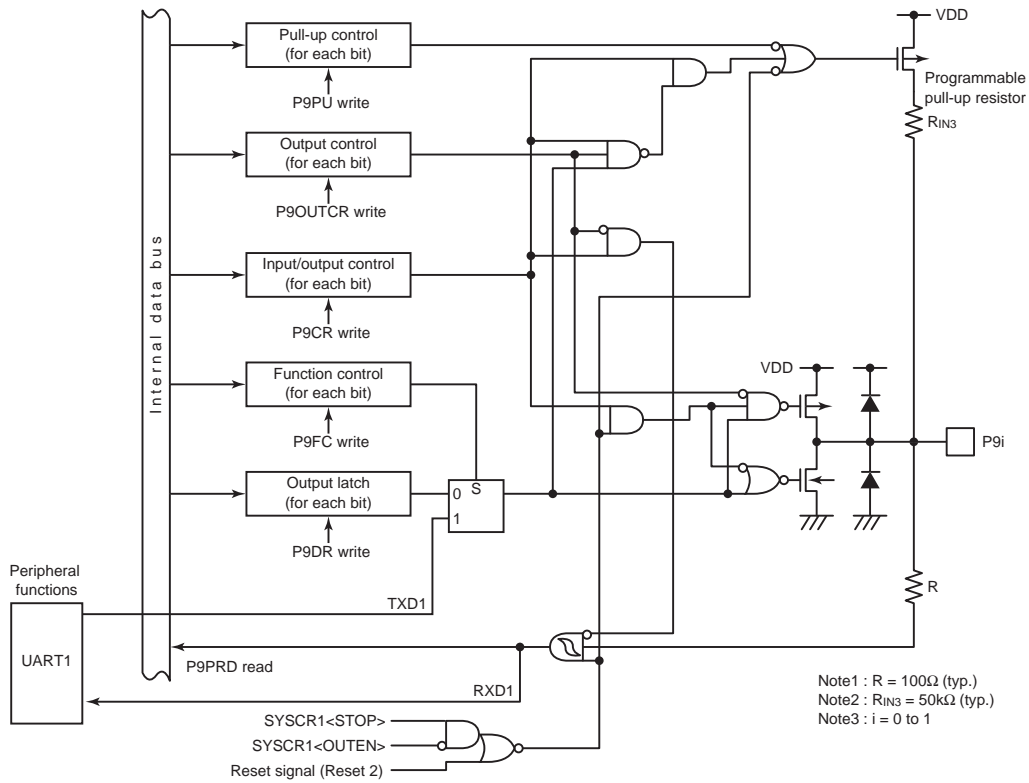 VDD
Pull-up control
(for each bit)
P9PU write
Programmable
pull-up resistor
RIN3
Output control
(for each bit)
P9OUTCR write
Internal data bus
Input/output control
(for each bit)
P9CR write
Function control
(for each bit)
P9FC write
VDD
P9i
Output latch
(for each bit)
P9DR write
S
0
1
Peripheral
functions
UART1
TXD1
R
P9PRD read
RXD1
SYSCR1<STOP>
SYSCR1<OUTEN>
Reset signal (Reset 2)
Note1 : R = 100Ω (typ.)
Note2 : RIN3 = 50kΩ (typ.)
Note3 : i = 0 to 1